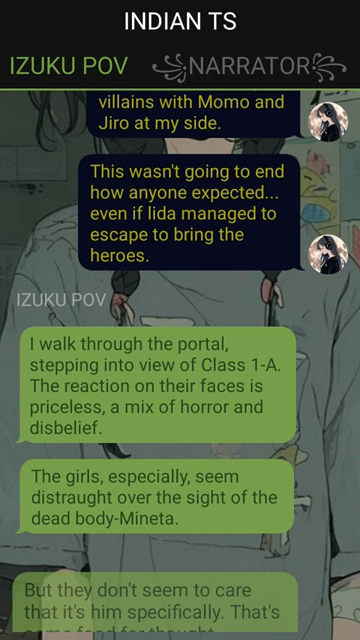 INDIAN TS
IZUKU POV
NARRATOR
villains with Momo and
Jiro at my side.
This wasn't going to end
how anyone expected...
even if Iida managed to
escape to bring the
heroes.
IZUKU POV
I walk through the portal,
stepping into view of Class 1-A.
The reaction on their faces is
priceless, a mix of horror and
disbelief.
The girls, especially, seem
distraught over the sight of the
dead body-Mineta.
But they don't seem to care
that it's him specifically. That's
some food for thought